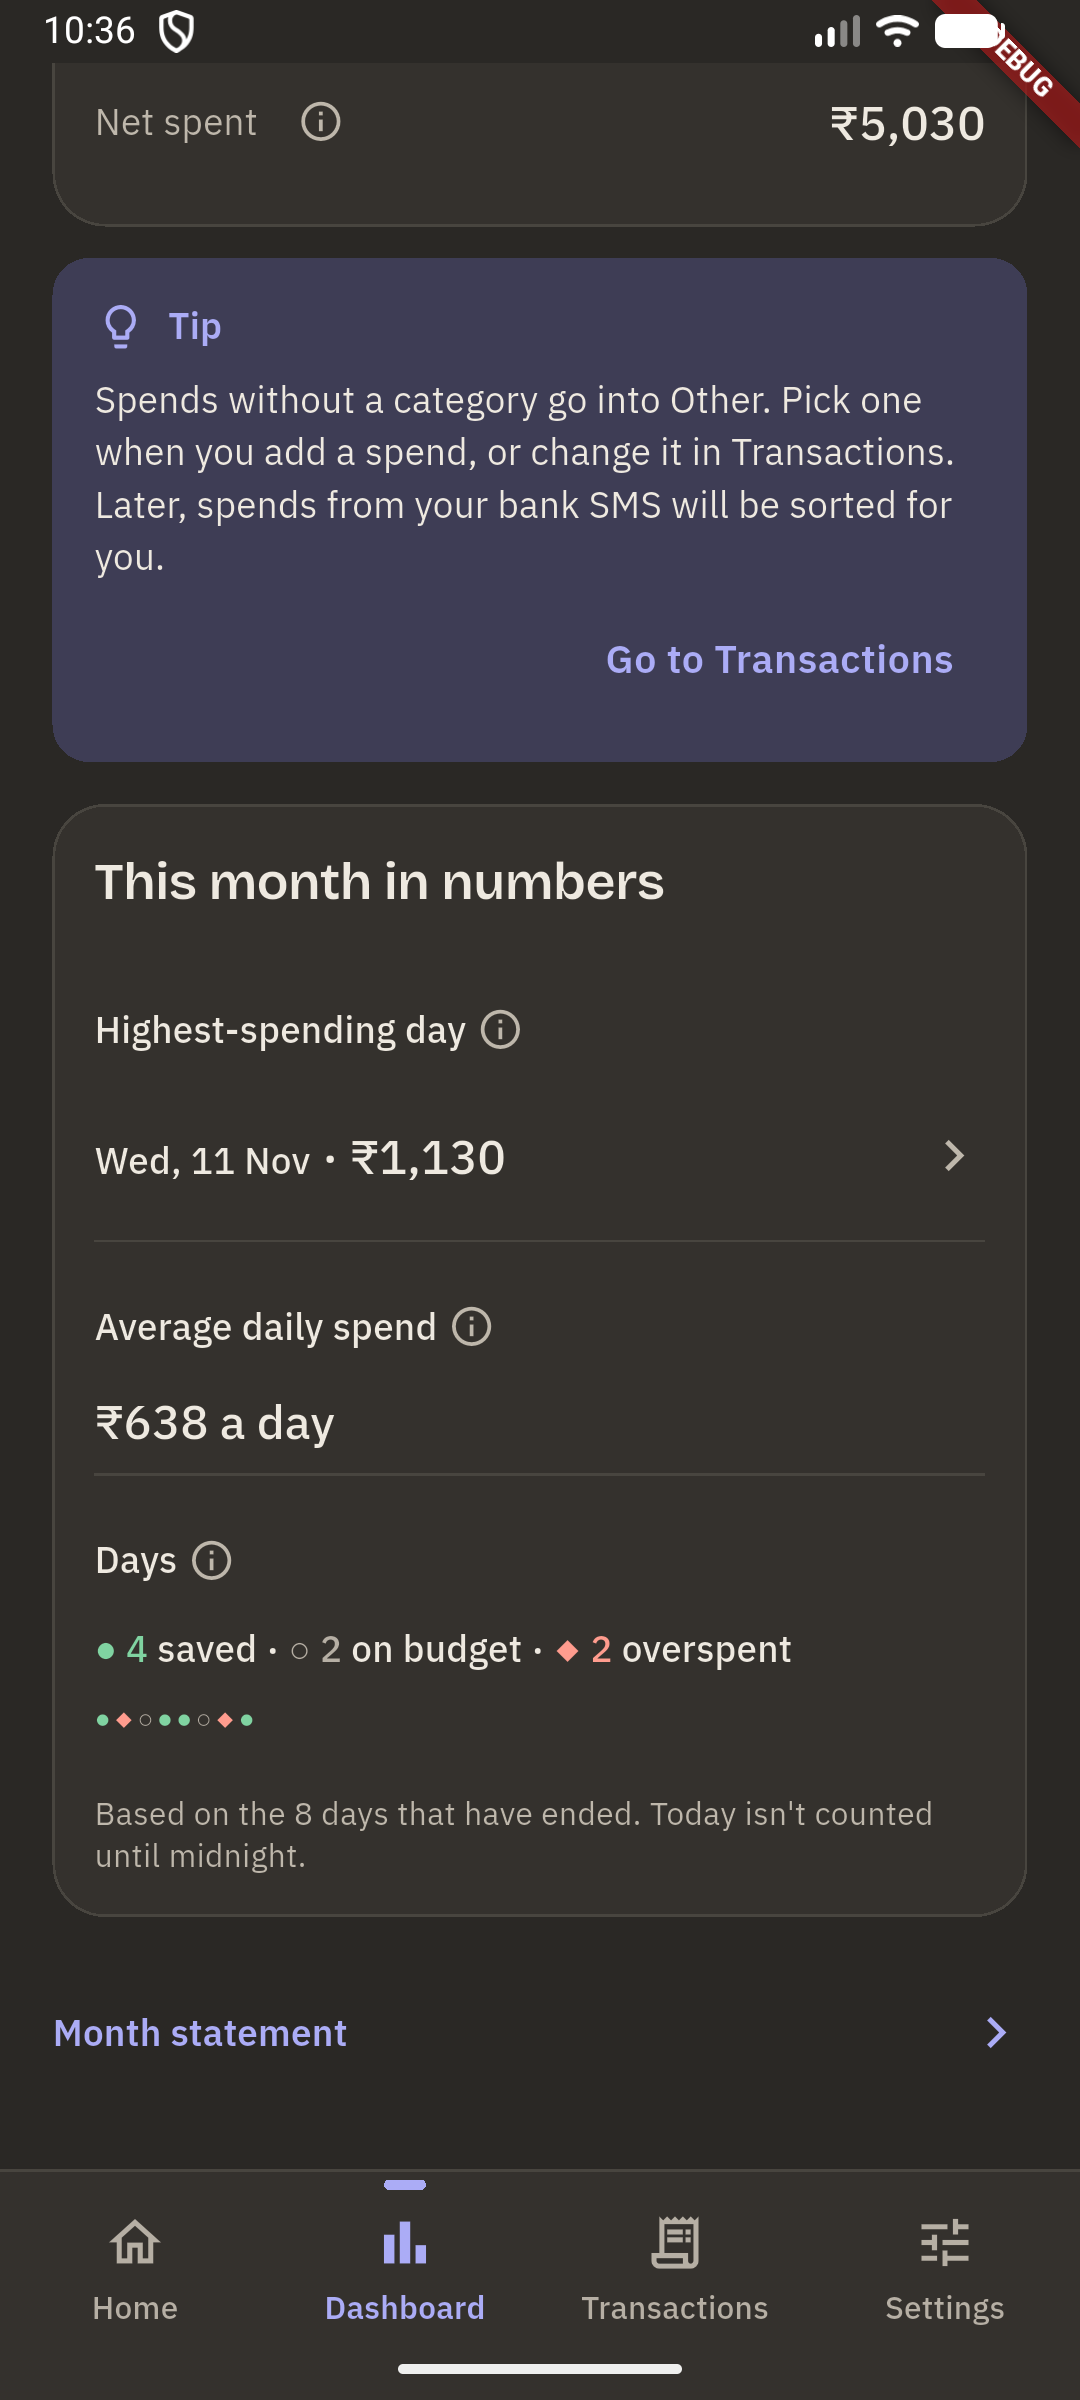 10:36
DEBUG
Net spent
₹5,030
Tip
Spends without a category go into Other. Pick one
when you add a spend, or change it in Transactions.
Later, spends from your bank SMS will be sorted for
you.
Go to Transactions
This month in numbers
Highest-spending day
Wed, 11 Nov · ₹1,130
Average daily spend
₹638 a day
Days
4 saved · 2 on budget · 2 overspent
Based on the 8 days that have ended. Today isn't counted
until midnight.
Month statement
Home
Dashboard
Transactions
Settings